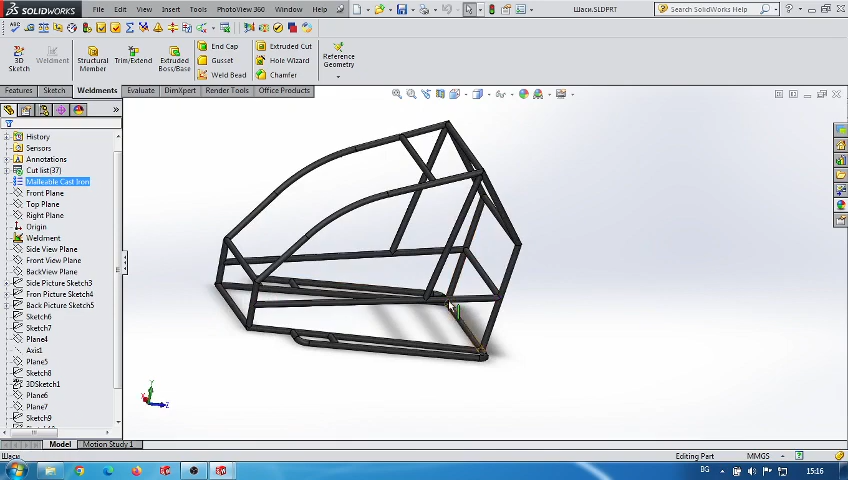 SOLIDWORKS File Edit View Insert Tools PhotoView 360 Window Help Шаси.SLDPRT Search SolidWorks Help
3D Sketch Weldment Structural Member Trim/Extend Extruded Boss/Base End Cap Gusset Weld Bead Extruded Cut Hole Wizard Chamfer Reference Geometry
Features Sketch Weldments Evaluate DimXpert Render Tools Office Products
History
Sensors
Annotations
Cut list(37)
Malleable Cast Iron
Front Plane
Top Plane
Right Plane
Origin
Weldment
Side View Plane
Front View Plane
BackView Plane
Side Picture Sketch3
Fron Picture Sketch4
Back Picture Sketch5
Sketch6
Sketch7
Plane4
Axis1
Plane5
Sketch8
3DSketch1
Plane6
Plane7
Sketch9
Y
Z
Model Motion Study 1
Шаси Editing Part MMGS
BG 15:16